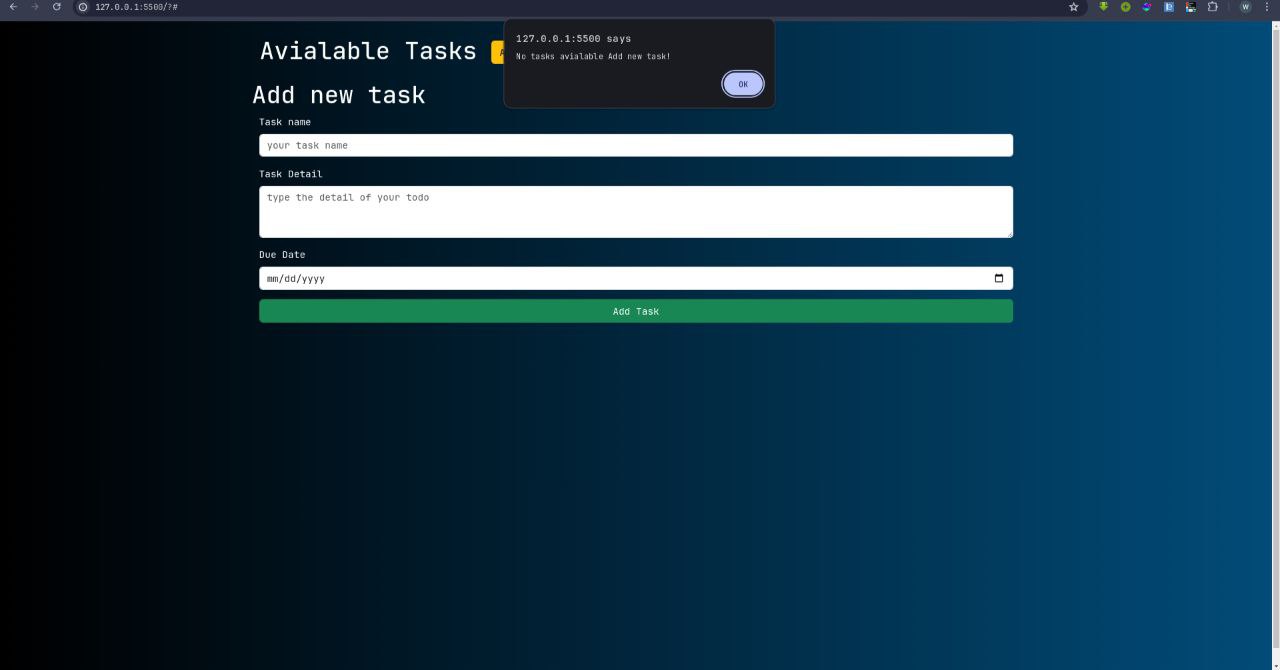 127.0.0.1:5500/?#
W
127.0.0.1:5500 says
No tasks avialable Add new task!
OK
Avialable Tasks
Add new task
Task name
your task name
Task Detail
type the detail of your todo
Due Date
mm/dd/yyyy
Add Task